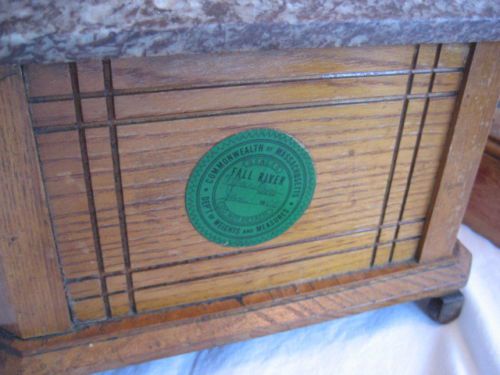 COMMONWEALTH OF MASSACHUSETTS
FALL RIVER
DEPT OF WEIGHTS AND MEASURES